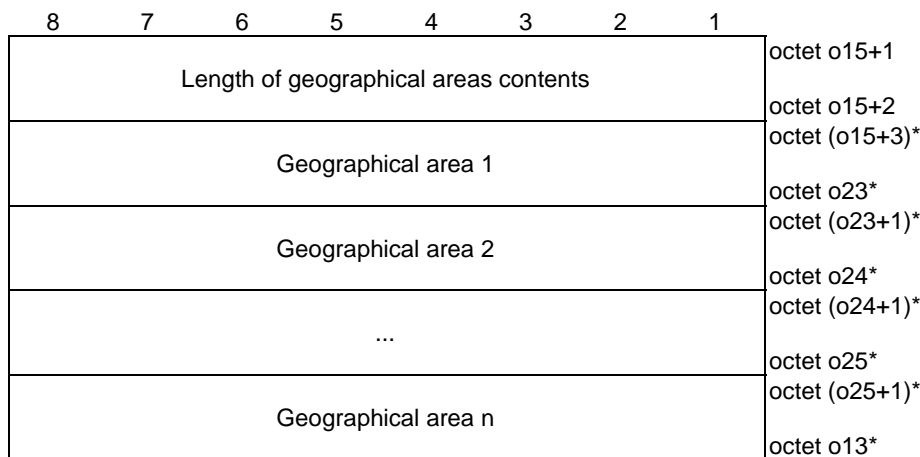 8 7 6 5 4 3 2 1
octet o15+1
Length of geographical areas contents
octet o15+2
octet (o15+3)*
Geographical area 1
octet o23*
octet (o23+1)*
Geographical area 2
octet o24*
octet (o24+1)*
...
octet o25*
octet (o25+1)*
Geographical area n
octet o13*